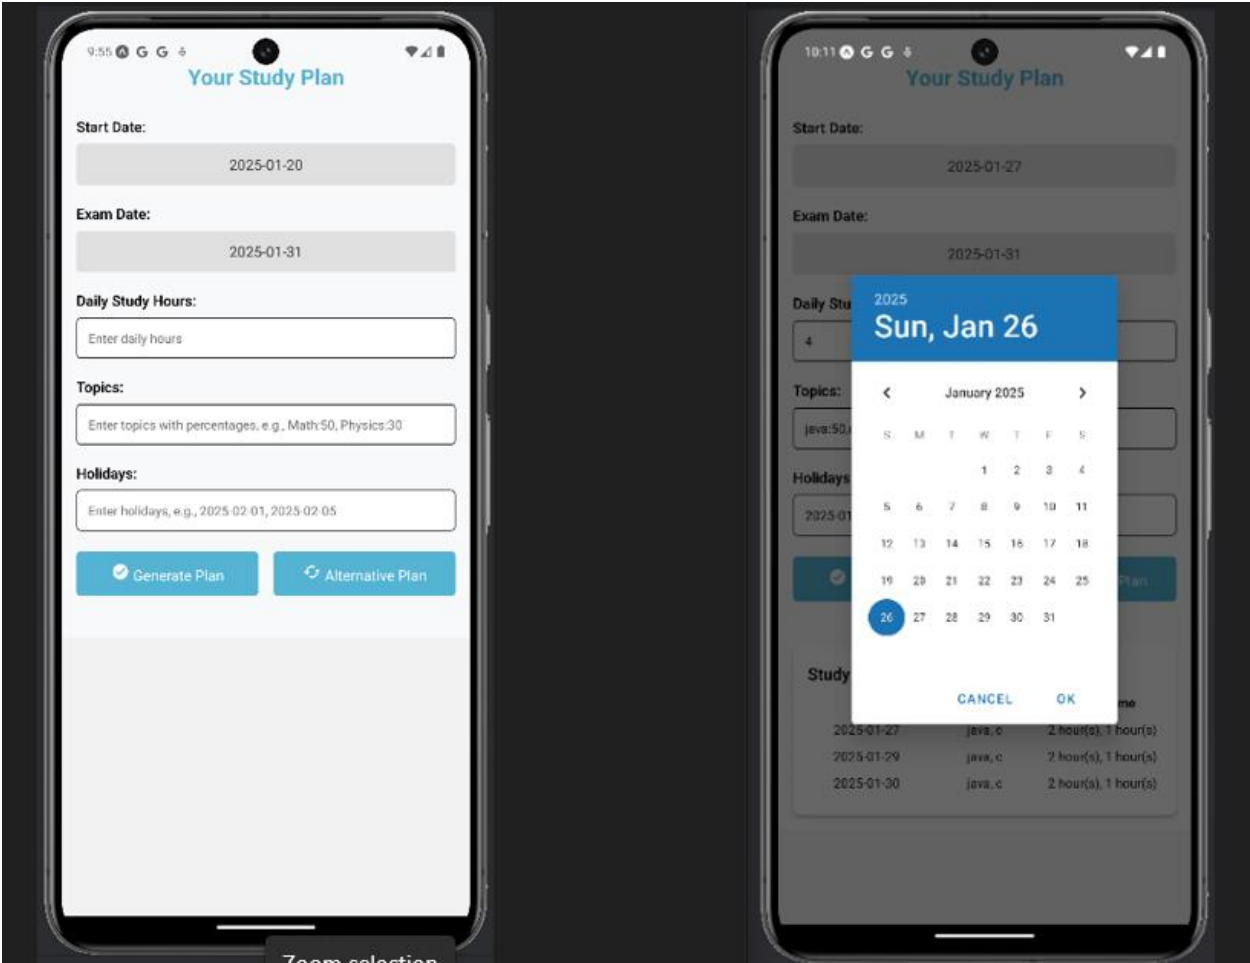 9:55 G G
Your Study Plan
Start Date:
2025-01-20
Exam Date:
2025-01-31
Daily Study Hours:
Enter daily hours
Topics:
Enter topics with percentages, e.g., Math:50, Physics:30
Holidays:
Enter holidays, e.g., 2025-02-01, 2025-02-05
Generate Plan
Alternative Plan
Zoom selection
10:11 G G
Your Study Plan
Start Date:
2025-01-27
Exam Date:
2025-01-31
Daily Stu
4
Topics:
java:50,
Holidays
2025-01
Plan
2025
Sun, Jan 26
January 2025
S M T W T F S
1 2 3 4
5 6 7 8 9 10 11
12 13 14 15 16 17 18
19 20 21 22 23 24 25
26 27 28 29 30 31
CANCEL OK
Study
me
2025-01-27 java, c 2 hour(s), 1 hour(s)
2025-01-29 java, c 2 hour(s), 1 hour(s)
2025-01-30 java, c 2 hour(s), 1 hour(s)